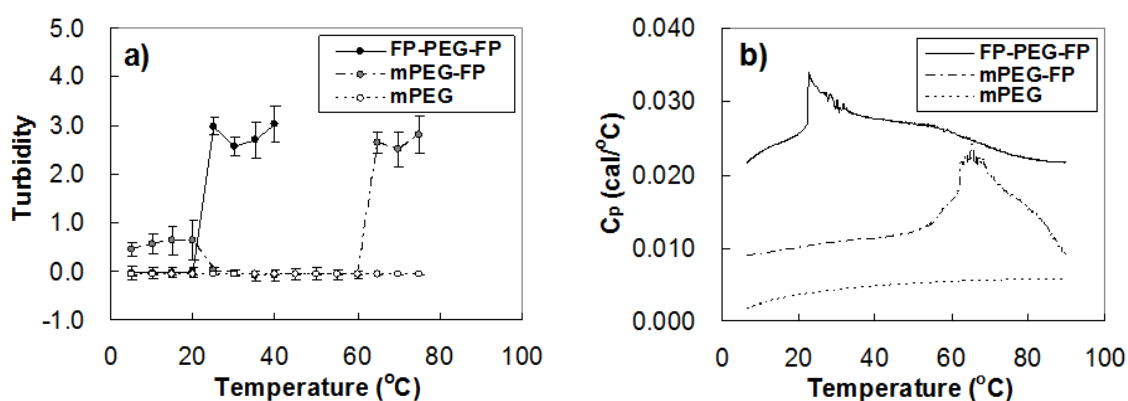 a)
FP-PEG-FP
mPEG-FP
mPEG
Turbidity
5.0
4.0
3.0
2.0
1.0
0.0
-1.0
0 20 40 60 80 100
Temperature (°C)
b)
FP-PEG-FP
mPEG-FP
mPEG
Cp (cal/°C)
0.040
0.030
0.020
0.010
0.000
0 20 40 60 80 100
Temperature (°C)